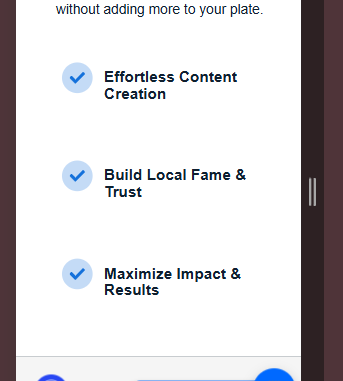 without adding more to your plate.
Effortless Content
Creation
Build Local Fame &
Trust
Maximize Impact &
Results